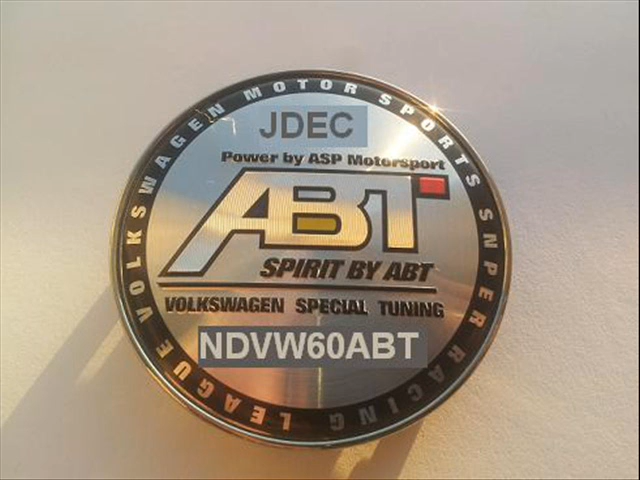 VOLKSWAGEN MOTOR SPORTS SNPER RACING LEAGUE
JDEC
Power by ASP Motorsport
ABT
SPIRIT BY ABT
VOLKSWAGEN SPECIAL TUNING
NDVW60ABT